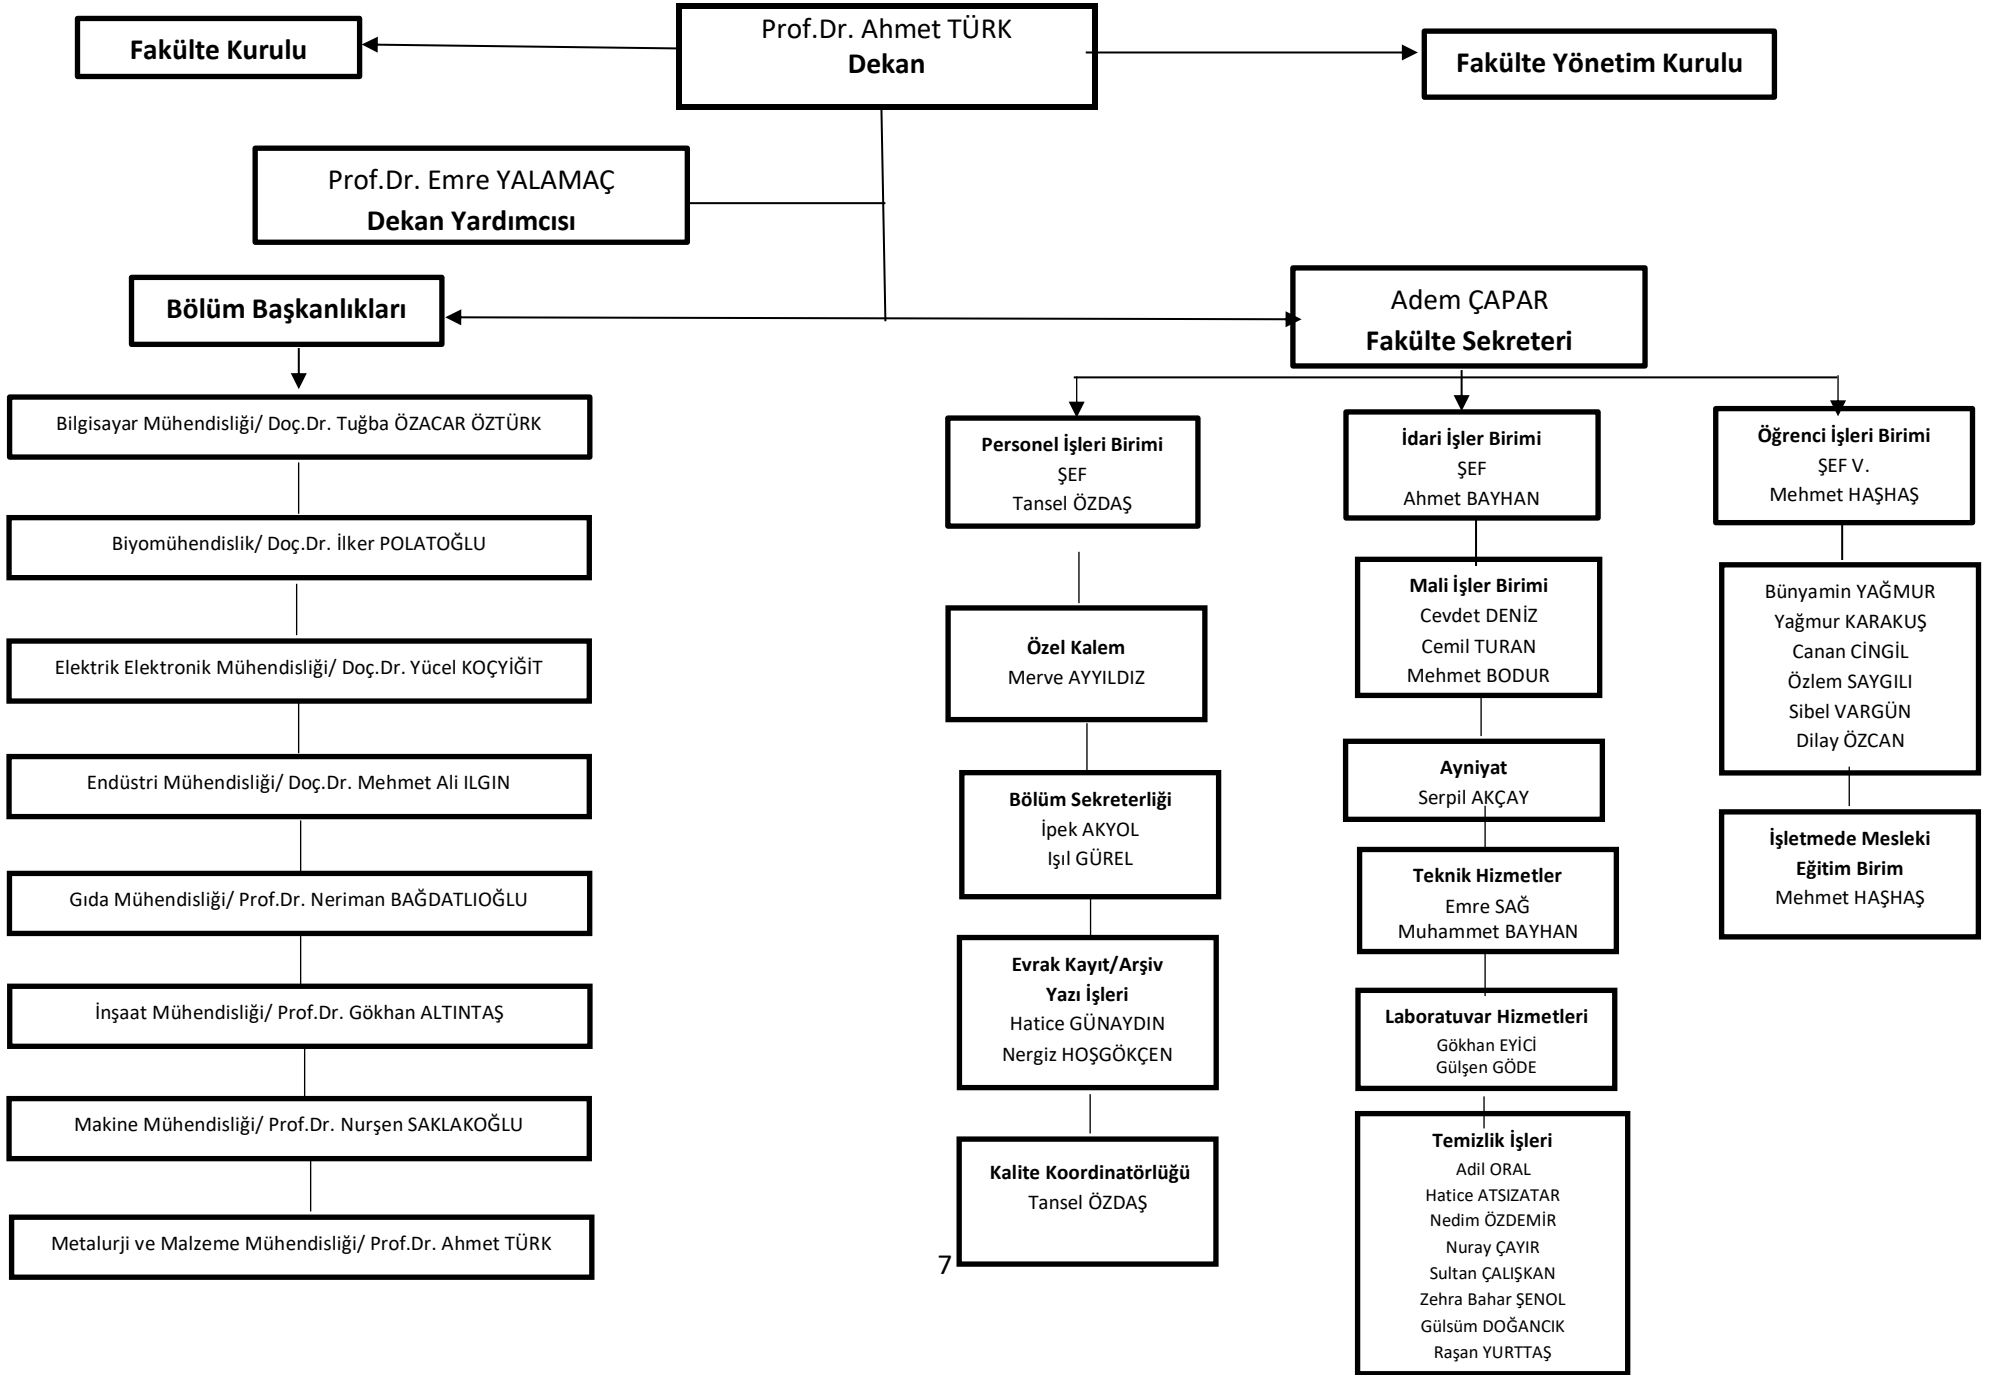 Prof.Dr. Ahmet TÜRK
Dekan
Fakülte Kurulu
Fakülte Yönetim Kurulu
Prof.Dr. Emre YALAMAÇ
Dekan Yardımcısı
Bölüm Başkanlıkları
Adem ÇAPAR
Fakülte Sekreteri
Bilgisayar Mühendisliği/ Doç.Dr. Tuğba ÖZACAR ÖZTÜRK
Biyomühendislik/ Doç.Dr. İlker POLATOĞLU
Elektrik Elektronik Mühendisliği/ Doç.Dr. Yücel KOÇYİĞİT
Endüstri Mühendisliği/ Doç.Dr. Mehmet Ali ILGIN
Gıda Mühendisliği/ Prof.Dr. Neriman BAĞDATLIOĞLU
İnşaat Mühendisliği/ Prof.Dr. Gökhan ALTINTAŞ
Makine Mühendisliği/ Prof.Dr. Nurşen SAKLAKOĞLU
Metalurji ve Malzeme Mühendisliği/ Prof.Dr. Ahmet TÜRK
Personel İşleri Birimi
ŞEF
Tansel ÖZDAŞ
Özel Kalem
Merve AYYILDIZ
Bölüm Sekreterliği
İpek AKYOL
Işıl GÜREL
Evrak Kayıt/Arşiv
Yazı İşleri
Hatice GÜNAYDIN
Nergiz HOŞGÖKÇEN
Kalite Koordinatörlüğü
Tansel ÖZDAŞ
İdari İşler Birimi
ŞEF
Ahmet BAYHAN
Mali İşler Birimi
Cevdet DENİZ
Cemil TURAN
Mehmet BODUR
Ayniyat
Serpil AKÇAY
Teknik Hizmetler
Emre SAĞ
Muhammet BAYHAN
Laboratuvar Hizmetleri
Gökhan EYİCİ
Gülşen GÖDE
Temizlik İşleri
Adil ORAL
Hatice ATSIZATAR
Nedim ÖZDEMİR
Nuray ÇAYIR
Sultan ÇALIŞKAN
Zehra Bahar ŞENOL
Gülsüm DOĞANCIK
Raşan YURTTAŞ
Öğrenci İşleri Birimi
ŞEF V.
Mehmet HAŞHAŞ
Bünyamin YAĞMUR
Yağmur KARAKUŞ
Canan CİNGİL
Özlem SAYGILI
Sibel VARGÜN
Dilay ÖZCAN
İşletmede Mesleki
Eğitim Birim
Mehmet HAŞHAŞ
7